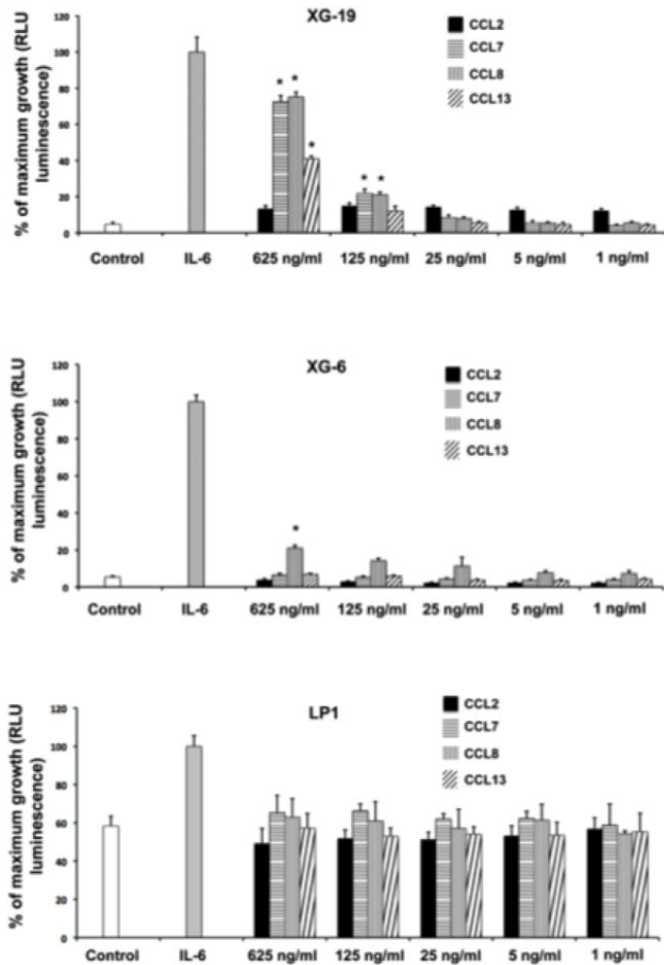 XG-19
% of maximum growth (RLU
luminescence)
120
100
80
60
40
20
0
CCL2
CCL7
CCL8
CCL13
* *
*
* *
Control IL-6 625 ng/ml 125 ng/ml 25 ng/ml 5 ng/ml 1 ng/ml
XG-6
% of maximum growth (RLU
luminescence)
120
100
80
60
40
20
0
CCL2
CCL7
CCL8
CCL13
*
Control IL-6 625 ng/ml 125 ng/ml 25 ng/ml 5 ng/ml 1 ng/ml
LP1
% of maximum growth (RLU
luminescence)
120
100
80
60
40
20
0
CCL2
CCL7
CCL8
CCL13
Control IL-6 625 ng/ml 125 ng/ml 25 ng/ml 5 ng/ml 1 ng/ml